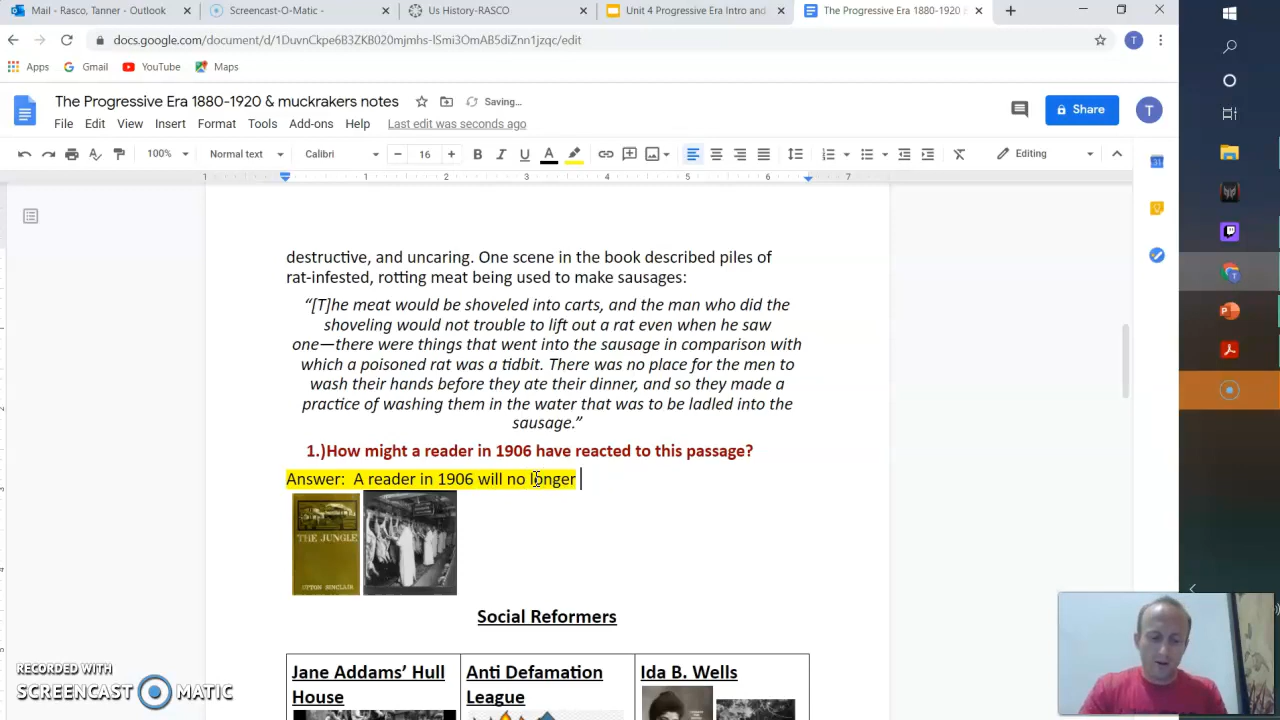 Mail – Rasco, Tanner – Outlook
Screencast-O-Matic -
Us History-RASCO
Unit 4 Progressive Era Intro and
The Progressive Era 1880-1920
docs.google.com/document/d/1DuvnCkpe6B3ZKB020mjmhs-lSmi3OmAB5diZnn1jzqc/edit
T
Apps
Gmail
YouTube
Maps
The Progressive Era 1880-1920 & muckrakers notes
Saving…
File Edit View Insert Format Tools Add-ons Help Last edit was seconds ago
Share
T
100% Normal text Calibri 16 B I U A Editing
1 1 2 3 4 5 6 7
destructive, and uncaring. One scene in the book described piles of
rat-infested, rotting meat being used to make sausages:
“[T]he meat would be shoveled into carts, and the man who did the
shoveling would not trouble to lift out a rat even when he saw
one—there were things that went into the sausage in comparison with
which a poisoned rat was a tidbit. There was no place for the men to
wash their hands before they ate their dinner, and so they made a
practice of washing them in the water that was to be ladled into the
sausage.”
1.)How might a reader in 1906 have reacted to this passage?
Answer: A reader in 1906 will no longer
THE JUNGLE
UPTON SINCLAIR
Social Reformers
Jane Addams’ Hull
House
Anti Defamation
League
Ida B. Wells
RECORDED WITH
SCREENCAST MATIC